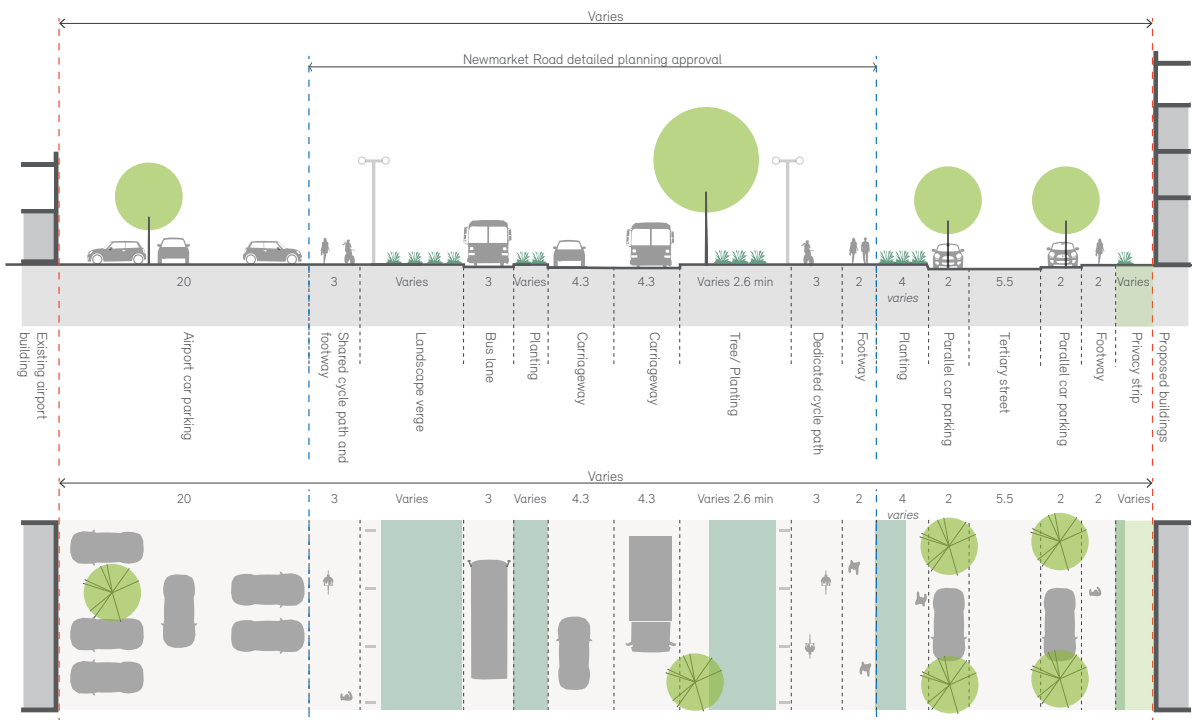 Varies
Newmarket Road detailed planning approval
20
3
Varies
3
Varies
4.3
4.3
Varies 2.6 min
3
2
4
varies
2
5.5
2
2
Varies
Existing airport
building
Airport car parking
Shared cycle path and
footway
Landscape verge
Bus lane
Planting
Carriageway
Carriageway
Tree/ Planting
Dedicated cycle path
Footway
Planting
Parallel car parking
Tertiary street
Parallel car parking
Footway
Privacy strip
Proposed buildings
Varies
20
3
Varies
3
Varies
4.3
4.3
Varies 2.6 min
3
2
4
varies
2
5.5
2
2
Varies